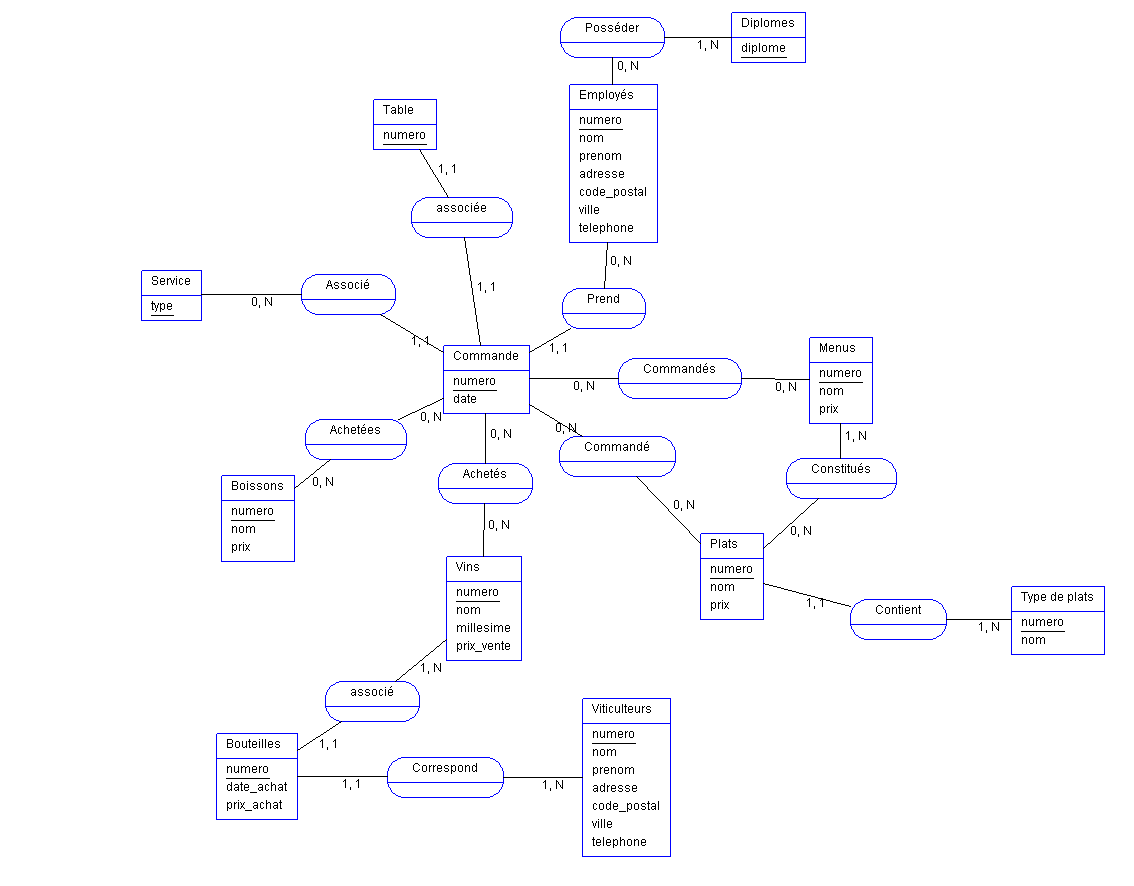 Posséder
1, N
Diplomes
diplome
0, N
Employés
numero
nom
prenom
adresse
code_postal
ville
telephone
Table
numero
1, 1
associée
1, 1
0, N
Prend
1, 1
Service
type
0, N
Associé
1, 1
Commande
numero
date
0, N
Commandés
0, N
Menus
numero
nom
prix
1, N
Constitués
0, N
0, N
Achetées
0, N
Boissons
numero
nom
prix
0, N
Achetés
0, N
0, N
Commandé
0, N
Plats
numero
nom
prix
1, 1
Contient
1, N
Type de plats
numero
nom
Vins
numero
nom
millesime
prix_vente
1, N
associé
1, 1
Bouteilles
numero
date_achat
prix_achat
1, 1
Correspond
1, N
Viticulteurs
numero
nom
prenom
adresse
code_postal
ville
telephone